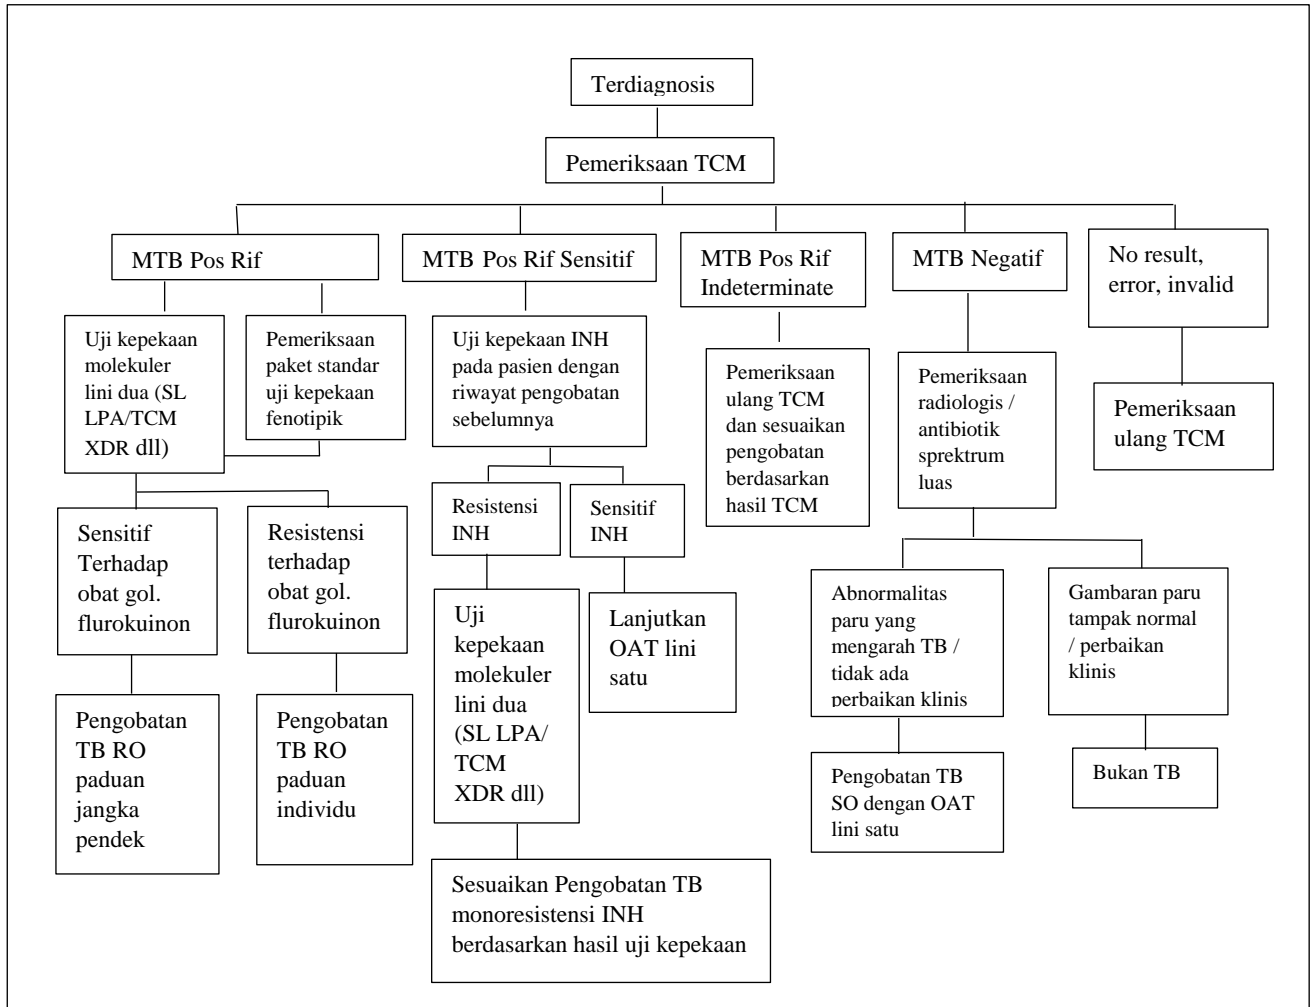 Terdiagnosis
Pemeriksaan TCM
MTB Pos Rif
MTB Pos Rif Sensitif
MTB Pos Rif
Indeterminate
MTB Negatif
No result,
error, invalid
Uji kepekaan
molekuler
lini dua (SL
LPA/TCM
XDR dll)
Pemeriksaan
paket standar
uji kepekaan
fenotipik
Uji kepekaan INH
pada pasien dengan
riwayat pengobatan
sebelumnya
Pemeriksaan
ulang TCM
dan sesuaikan
pengobatan
berdasarkan
hasil TCM
Pemeriksaan
radiologis /
antibiotik
sprektrum
luas
Pemeriksaan
ulang TCM
Sensitif
Terhadap
obat gol.
flurokuinon
Resistensi
terhadap
obat gol.
flurokuinon
Resistensi
INH
Sensitif
INH
Abnormalitas
paru yang
mengarah TB /
tidak ada
perbaikan klinis
Gambaran paru
tampak normal
/ perbaikan
klinis
Uji
kepekaan
molekuler
lini dua
(SL LPA/
TCM
XDR dll)
Lanjutkan
OAT lini
satu
Pengobatan
TB RO
paduan
jangka
pendek
Pengobatan
TB RO
paduan
individu
Pengobatan TB
SO dengan OAT
lini satu
Bukan TB
Sesuaikan Pengobatan TB
monoresistensi INH
berdasarkan hasil uji kepekaan